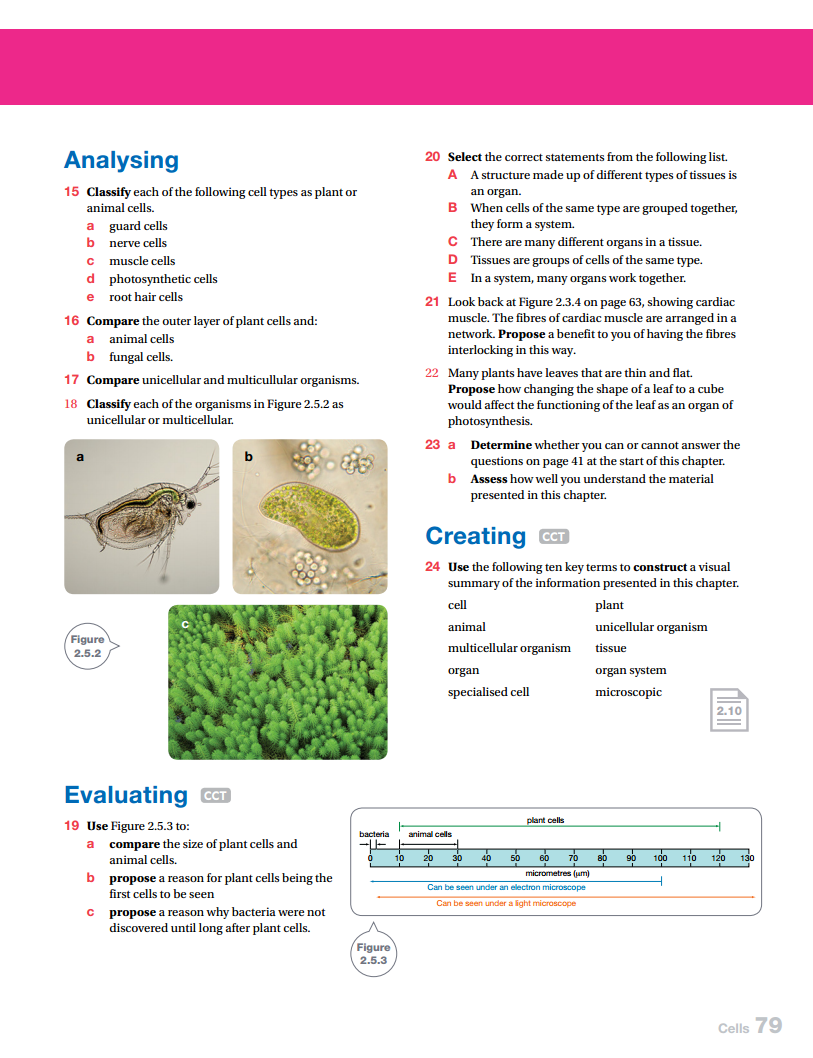 Analysing
15 Classify each of the following cell types as plant or
animal cells.
a guard cells
b nerve cells
c muscle cells
d photosynthetic cells
e root hair cells
16 Compare the outer layer of plant cells and:
a animal cells
b fungal cells.
17 Compare unicellular and multicullular organisms.
18 Classify each of the organisms in Figure 2.5.2 as
unicellular or multicellular.
a
b
c
Figure
2.5.2
Evaluating CCT
19 Use Figure 2.5.3 to:
a compare the size of plant cells and
animal cells.
b propose a reason for plant cells being the
first cells to be seen
c propose a reason why bacteria were not
discovered until long after plant cells.
20 Select the correct statements from the following list.
A A structure made up of different types of tissues is
an organ.
B When cells of the same type are grouped together,
they form a system.
C There are many different organs in a tissue.
D Tissues are groups of cells of the same type.
E In a system, many organs work together.
21 Look back at Figure 2.3.4 on page 63, showing cardiac
muscle. The fibres of cardiac muscle are arranged in a
network. Propose a benefit to you of having the fibres
interlocking in this way.
22 Many plants have leaves that are thin and flat.
Propose how changing the shape of a leaf to a cube
would affect the functioning of the leaf as an organ of
photosynthesis.
23 a Determine whether you can or cannot answer the
questions on page 41 at the start of this chapter.
b Assess how well you understand the material
presented in this chapter.
Creating CCT
24 Use the following ten key terms to construct a visual
summary of the information presented in this chapter.
cell plant
animal unicellular organism
multicellular organism tissue
organ organ system
specialised cell microscopic
2.10
plant cells
bacteria animal cells
0 10 20 30 40 50 60 70 80 90 100 110 120 130
micrometres (μm)
Can be seen under an electron microscope
Can be seen under a light microscope
Figure
2.5.3
Cells 79